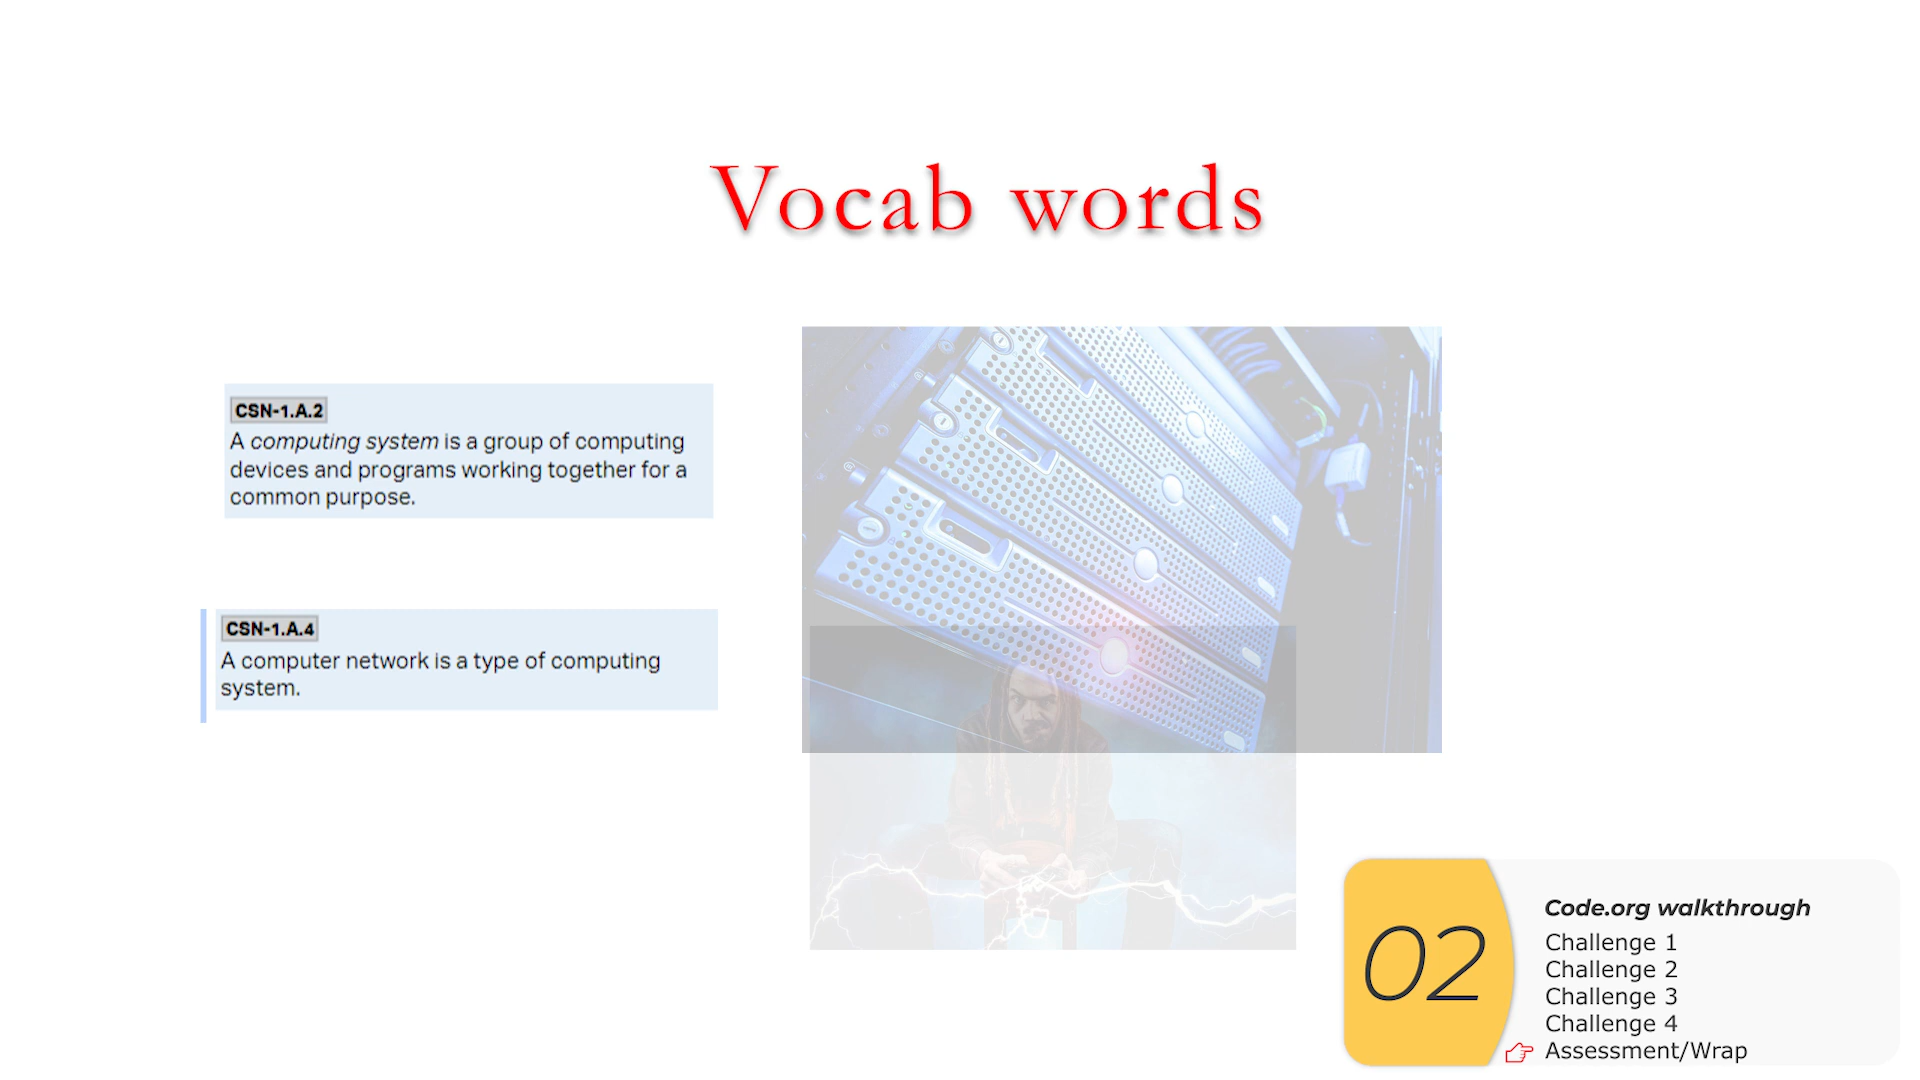 Vocab words
CSN-1.A.2
A computing system is a group of computing
devices and programs working together for a
common purpose.
CSN-1.A.4
A computer network is a type of computing
system.
02
Code.org walkthrough
Challenge 1
Challenge 2
Challenge 3
Challenge 4
Assessment/Wrap